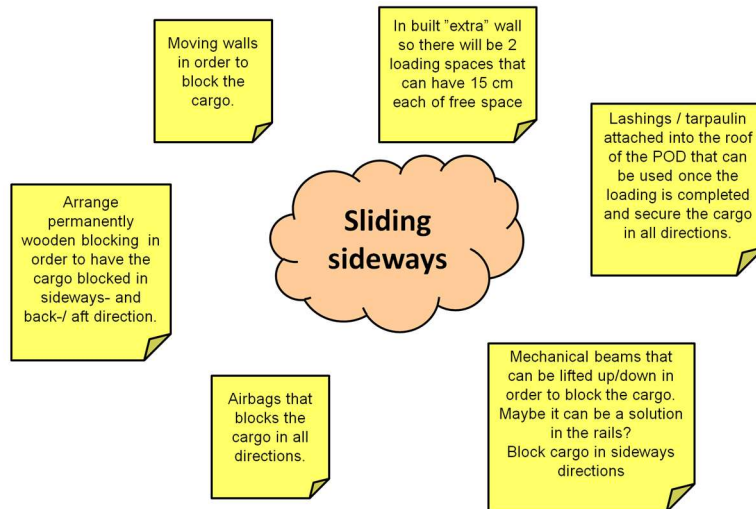 Moving walls
in order to
block the
cargo.
In built ”extra” wall
so there will be 2
loading spaces that
can have 15 cm
each of free space
Lashings / tarpaulin
attached into the roof
of the POD that can
be used once the
loading is completed
and secure the cargo
in all directions.
Sliding
sideways
Arrange
permanently
wooden blocking in
order to have the
cargo blocked in
sideways- and
back-/ aft direction.
Airbags that
blocks the
cargo in all
directions.
Mechanical beams that
can be lifted up/down in
order to block the cargo.
Maybe it can be a solution
in the rails?
Block cargo in sideways
directions